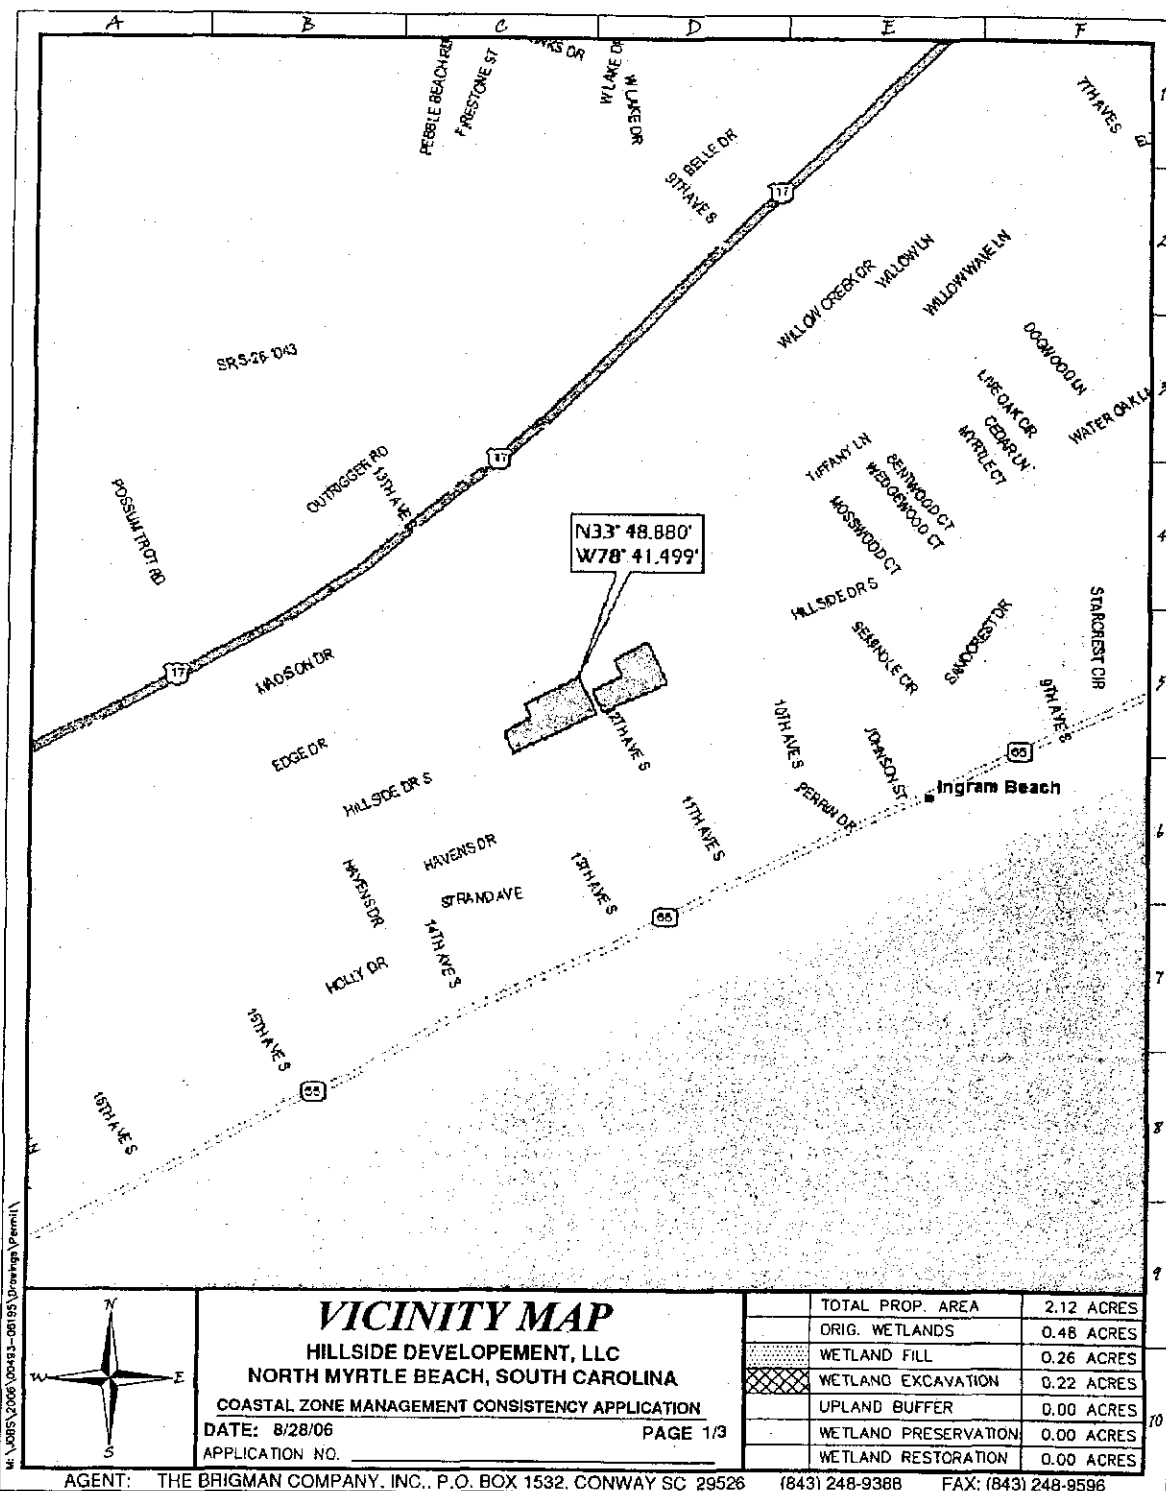 A B C D E F
PEBBLE BEACH RD
FIRESTONE ST
W LAKE DR
7TH AVE S
1
BELLE DR
9TH AVE S
17
2
WILLOW CREEK DR
WILLOW LN
WILLOW WAVE LN
SRS-26-1043
DOGWOOD LN
3
LIVE OAK CIR
CEDAR LN
MYRTLE CT
WATER OAK LN
OUTRIGGER RD
13TH AVE S
17
TIFFANY LN
BENTWOOD CT
WEDGEWOOD CT
MOSSWOOD CT
POSSUM TROT RD
N33° 48.880'
W78° 41.499'
4
HILLSIDE DR S
SEMINOLE CIR
SANDCREST DR
STARCREST CIR
17
MADISON DR
5
12TH AVE S
10TH AVE S
9TH AVE S
JOHNSON ST
65
EDGE DR
HILLSIDE DR S
PERRIN DR
Ingram Beach
11TH AVE S
6
HAVENS DR
HAVENS DR
STRAND AVE
13TH AVE S
65
14TH AVE S
HOLLY DR
7
15TH AVE S
65
16TH AVE S
8
9
M:\JOBS\2006\00493-06195\Drawings\Permit\
N
W E
S
VICINITY MAP
HILLSIDE DEVELOPEMENT, LLC
NORTH MYRTLE BEACH, SOUTH CAROLINA
COASTAL ZONE MANAGEMENT CONSISTENCY APPLICATION
DATE: 8/28/06 PAGE 1/3
APPLICATION NO.
TOTAL PROP. AREA 2.12 ACRES
ORIG. WETLANDS 0.48 ACRES
WETLAND FILL 0.26 ACRES
WETLAND EXCAVATION 0.22 ACRES
UPLAND BUFFER 0.00 ACRES
WETLAND PRESERVATION 0.00 ACRES
WETLAND RESTORATION 0.00 ACRES
10
AGENT: THE BRIGMAN COMPANY, INC., P.O. BOX 1532, CONWAY SC 29526 (843) 248-9388 FAX: (843) 248-9596